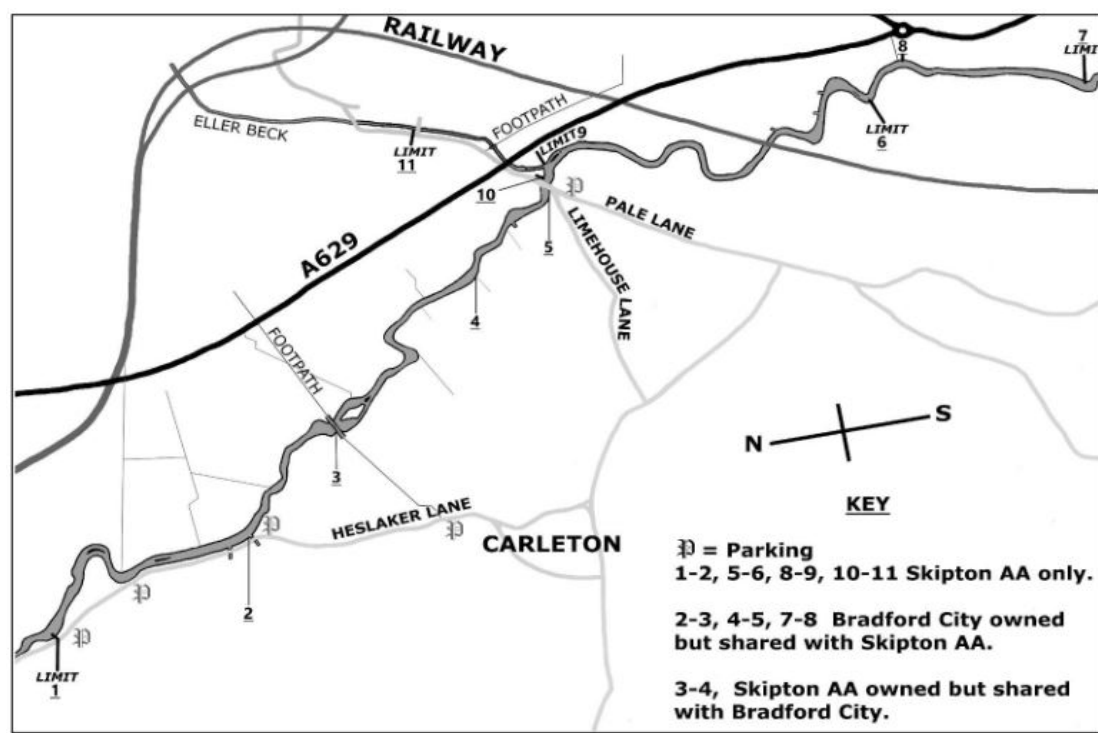 RAILWAY
7
LIMIT
8
ELLER BECK
FOOTPATH
LIMIT
6
LIMIT
11
LIMIT 9
10
𝔓
PALE LANE
5
LIMEHOUSE LANE
A629
4
FOOTPATH
N
S
3
KEY
HESLAKER LANE
𝔓
𝔓
CARLETON
𝔓 = Parking
1-2, 5-6, 8-9, 10-11 Skipton AA only.
𝔓
2
2-3, 4-5, 7-8 Bradford City owned
but shared with Skipton AA.
𝔓
LIMIT
1
3-4, Skipton AA owned but shared
with Bradford City.